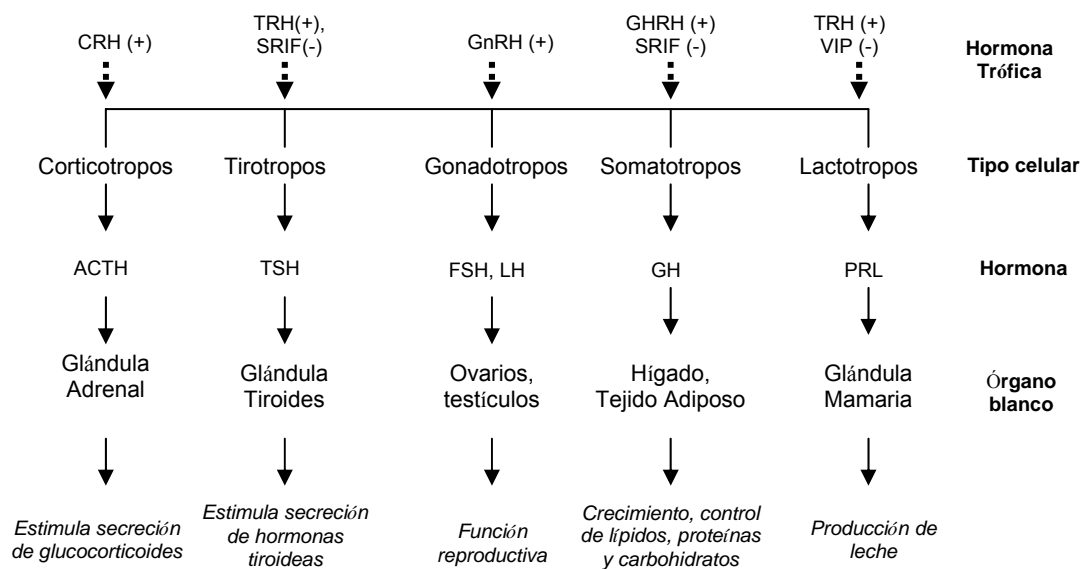 CRH (+)
TRH(+),
SRIF(-)
GnRH (+)
GHRH (+)
SRIF (-)
TRH (+)
VIP (-)
Hormona
Trófica
Corticotropos
Tirotropos
Gonadotropos
Somatotropos
Lactotropos
Tipo celular
ACTH
TSH
FSH, LH
GH
PRL
Hormona
Glándula
Adrenal
Glándula
Tiroides
Ovarios,
testículos
Hígado,
Tejido Adiposo
Glándula
Mamaria
Órgano
blanco
Estimula secreción
de glucocorticoides
Estimula secreción
de hormonas
tiroideas
Función
reproductiva
Crecimiento, control
de lípidos, proteínas
y carbohidratos
Producción de
leche